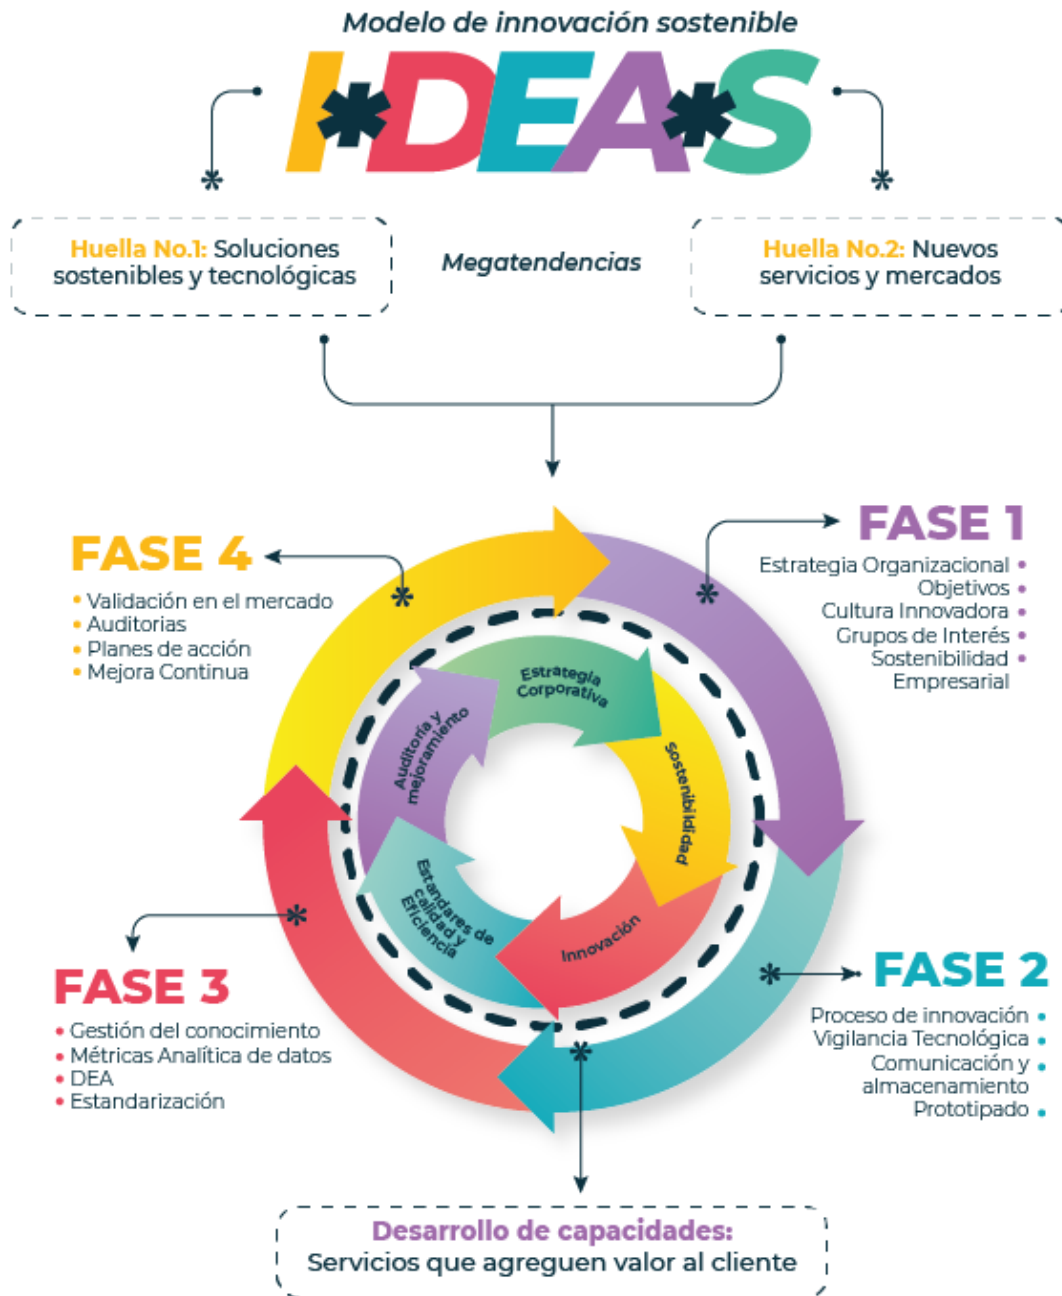 Modelo de innovación sostenible
I*DEA*S
Huella No.1: Soluciones
sostenibles y tecnológicas
Megatendencias
Huella No.2: Nuevos
servicios y mercados
FASE 1
Estrategia Organizacional •
Objetivos •
Cultura Innovadora •
Grupos de Interés •
Sostenibilidad •
Empresarial
FASE 4
• Validación en el mercado
• Auditorias
• Planes de acción
• Mejora Continua
Estrategia
Corporativa
Sostenibildidad
Innovación
Estandares de
calidad y
Eficiencia
Auditoría y
mejoramiento
FASE 3
• Gestión del conocimiento
• Métricas Analítica de datos
• DEA
• Estandarización
FASE 2
Proceso de innovación •
Vigilancia Tecnológica •
Comunicación y •
almacenamiento
Prototipado •
Desarrollo de capacidades:
Servicios que agreguen valor al cliente